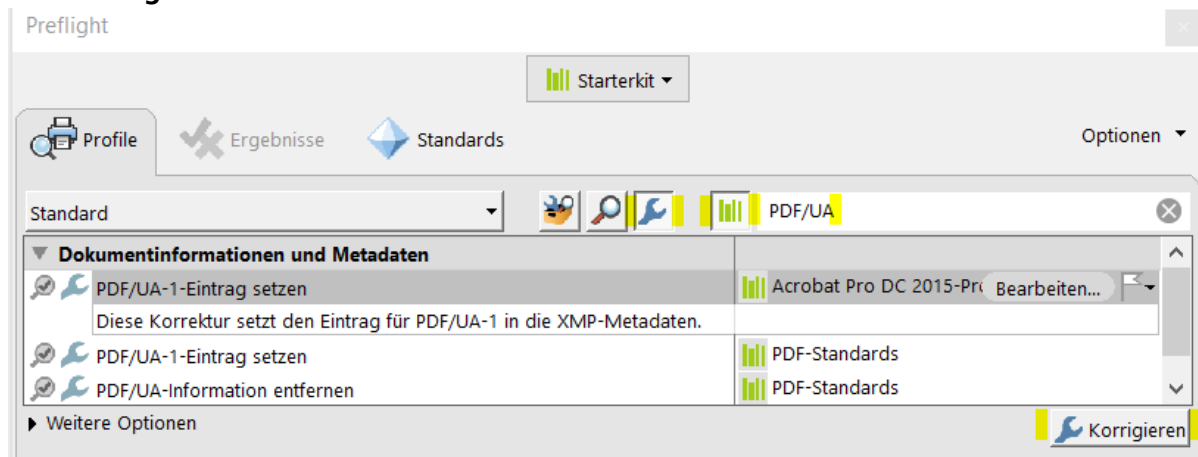 Preflight
Starterkit
Profile Ergebnisse Standards Optionen
Standard PDF/UA
Dokumentinformationen und Metadaten
PDF/UA-1-Eintrag setzen Acrobat Pro DC 2015-Pr Bearbeiten...
Diese Korrektur setzt den Eintrag für PDF/UA-1 in die XMP-Metadaten.
PDF/UA-1-Eintrag setzen PDF-Standards
PDF/UA-Information entfernen PDF-Standards
Weitere Optionen Korrigieren